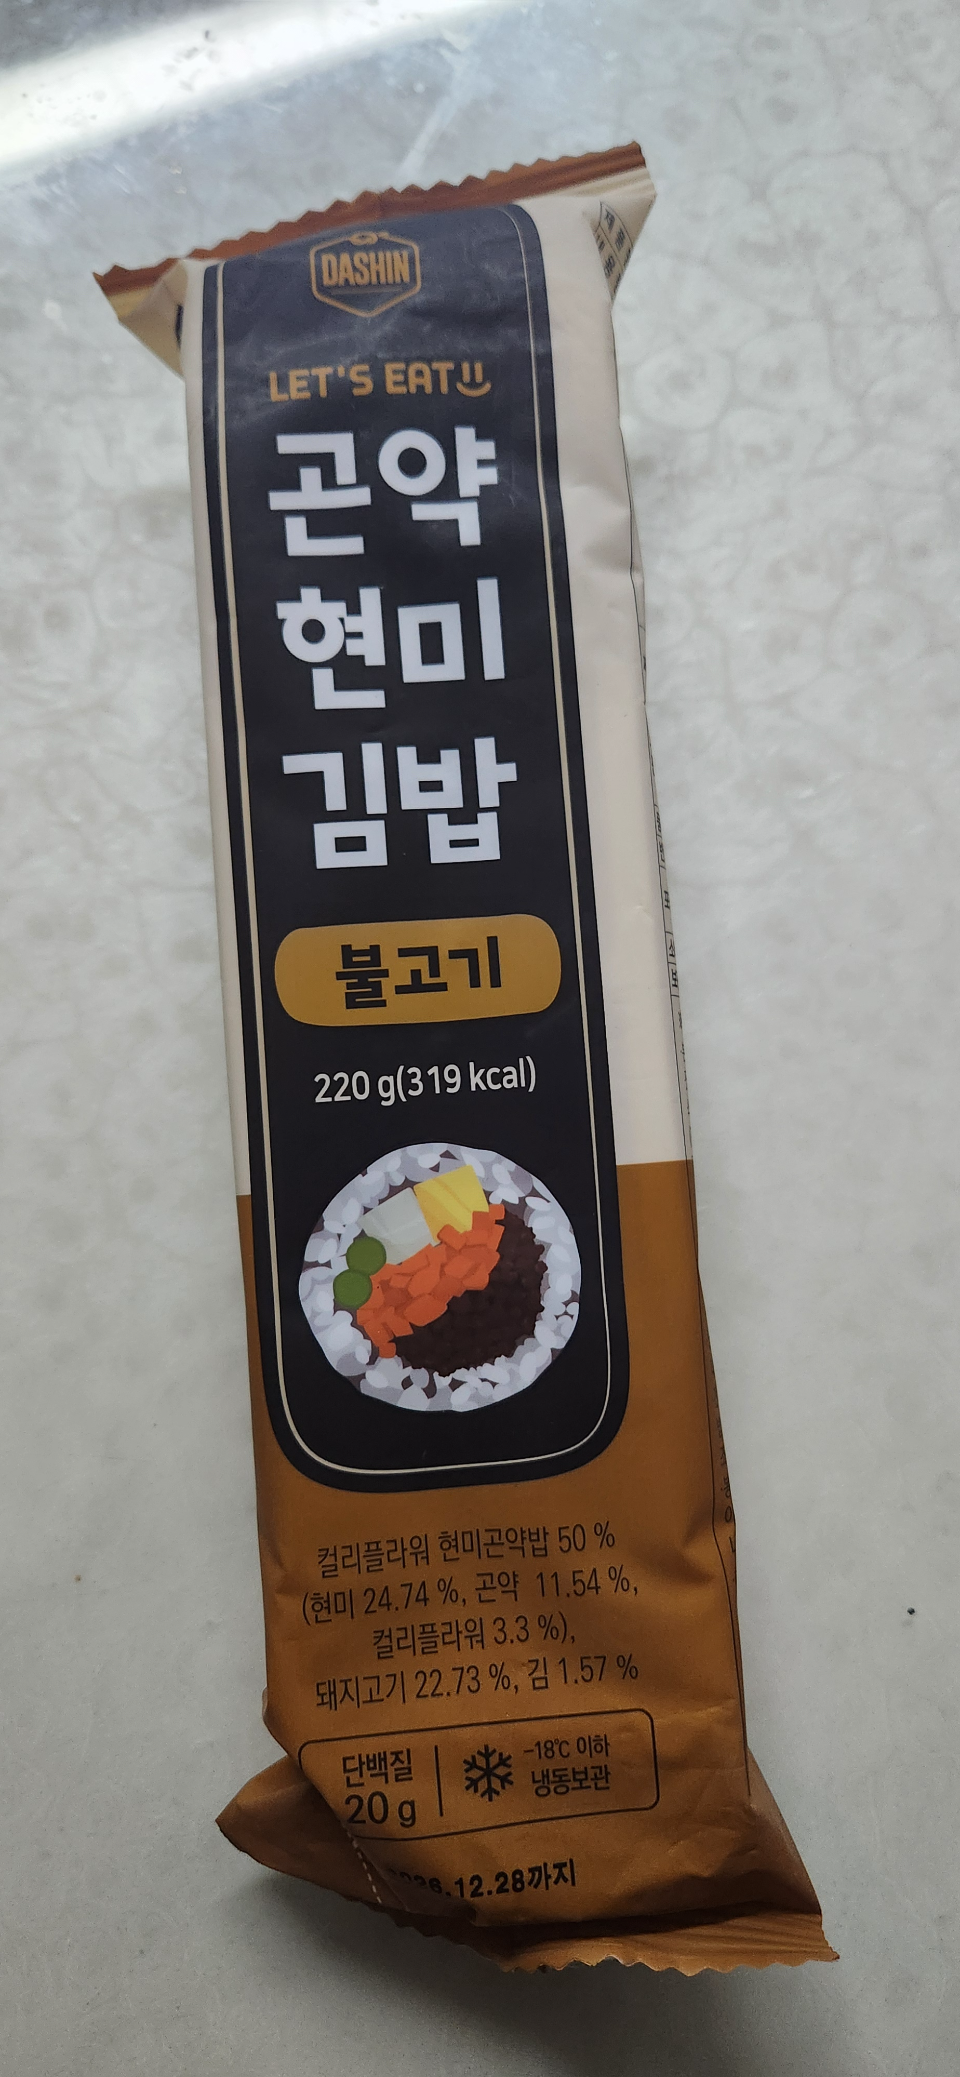 DASHIN
LET'S EAT
곤약
현미
김밥
불고기
220 g(319 kcal)
컬리플라워 현미곤약밥 50 %
(현미 24.74 %, 곤약 11.54 %,
컬리플라워 3.3 %),
돼지고기 22.73 %, 김 1.57 %
단백질
20 g
-18℃ 이하
냉동보관
.12.28까지